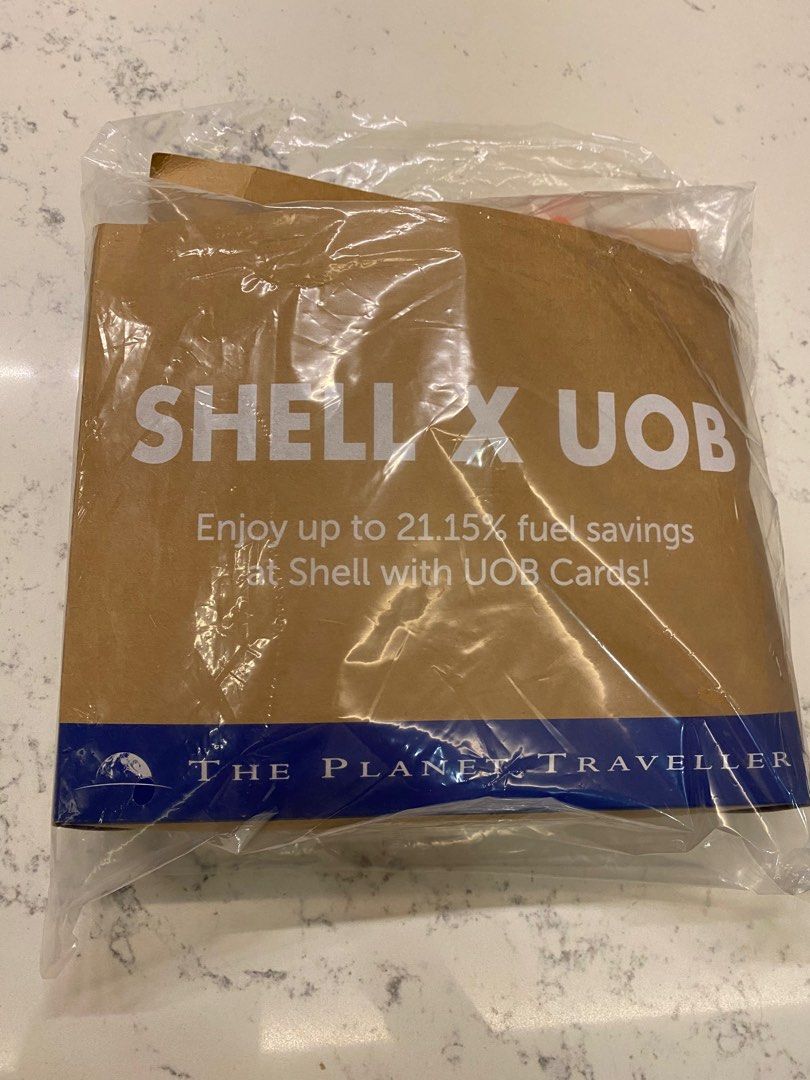 SHELL X UOB
Enjoy up to 21.15% fuel savings
at Shell with UOB Cards!
THE PLANET TRAVELLER